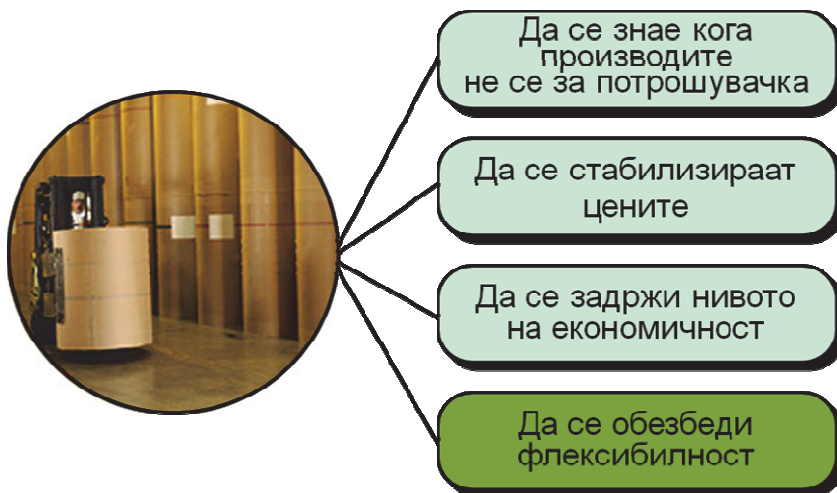 Да се знае кога
производите
не се за потрошувачка
Да се стабилизираат
цените
Да се задржи нивото
на економичност
Да се обезбеди
флексибилност